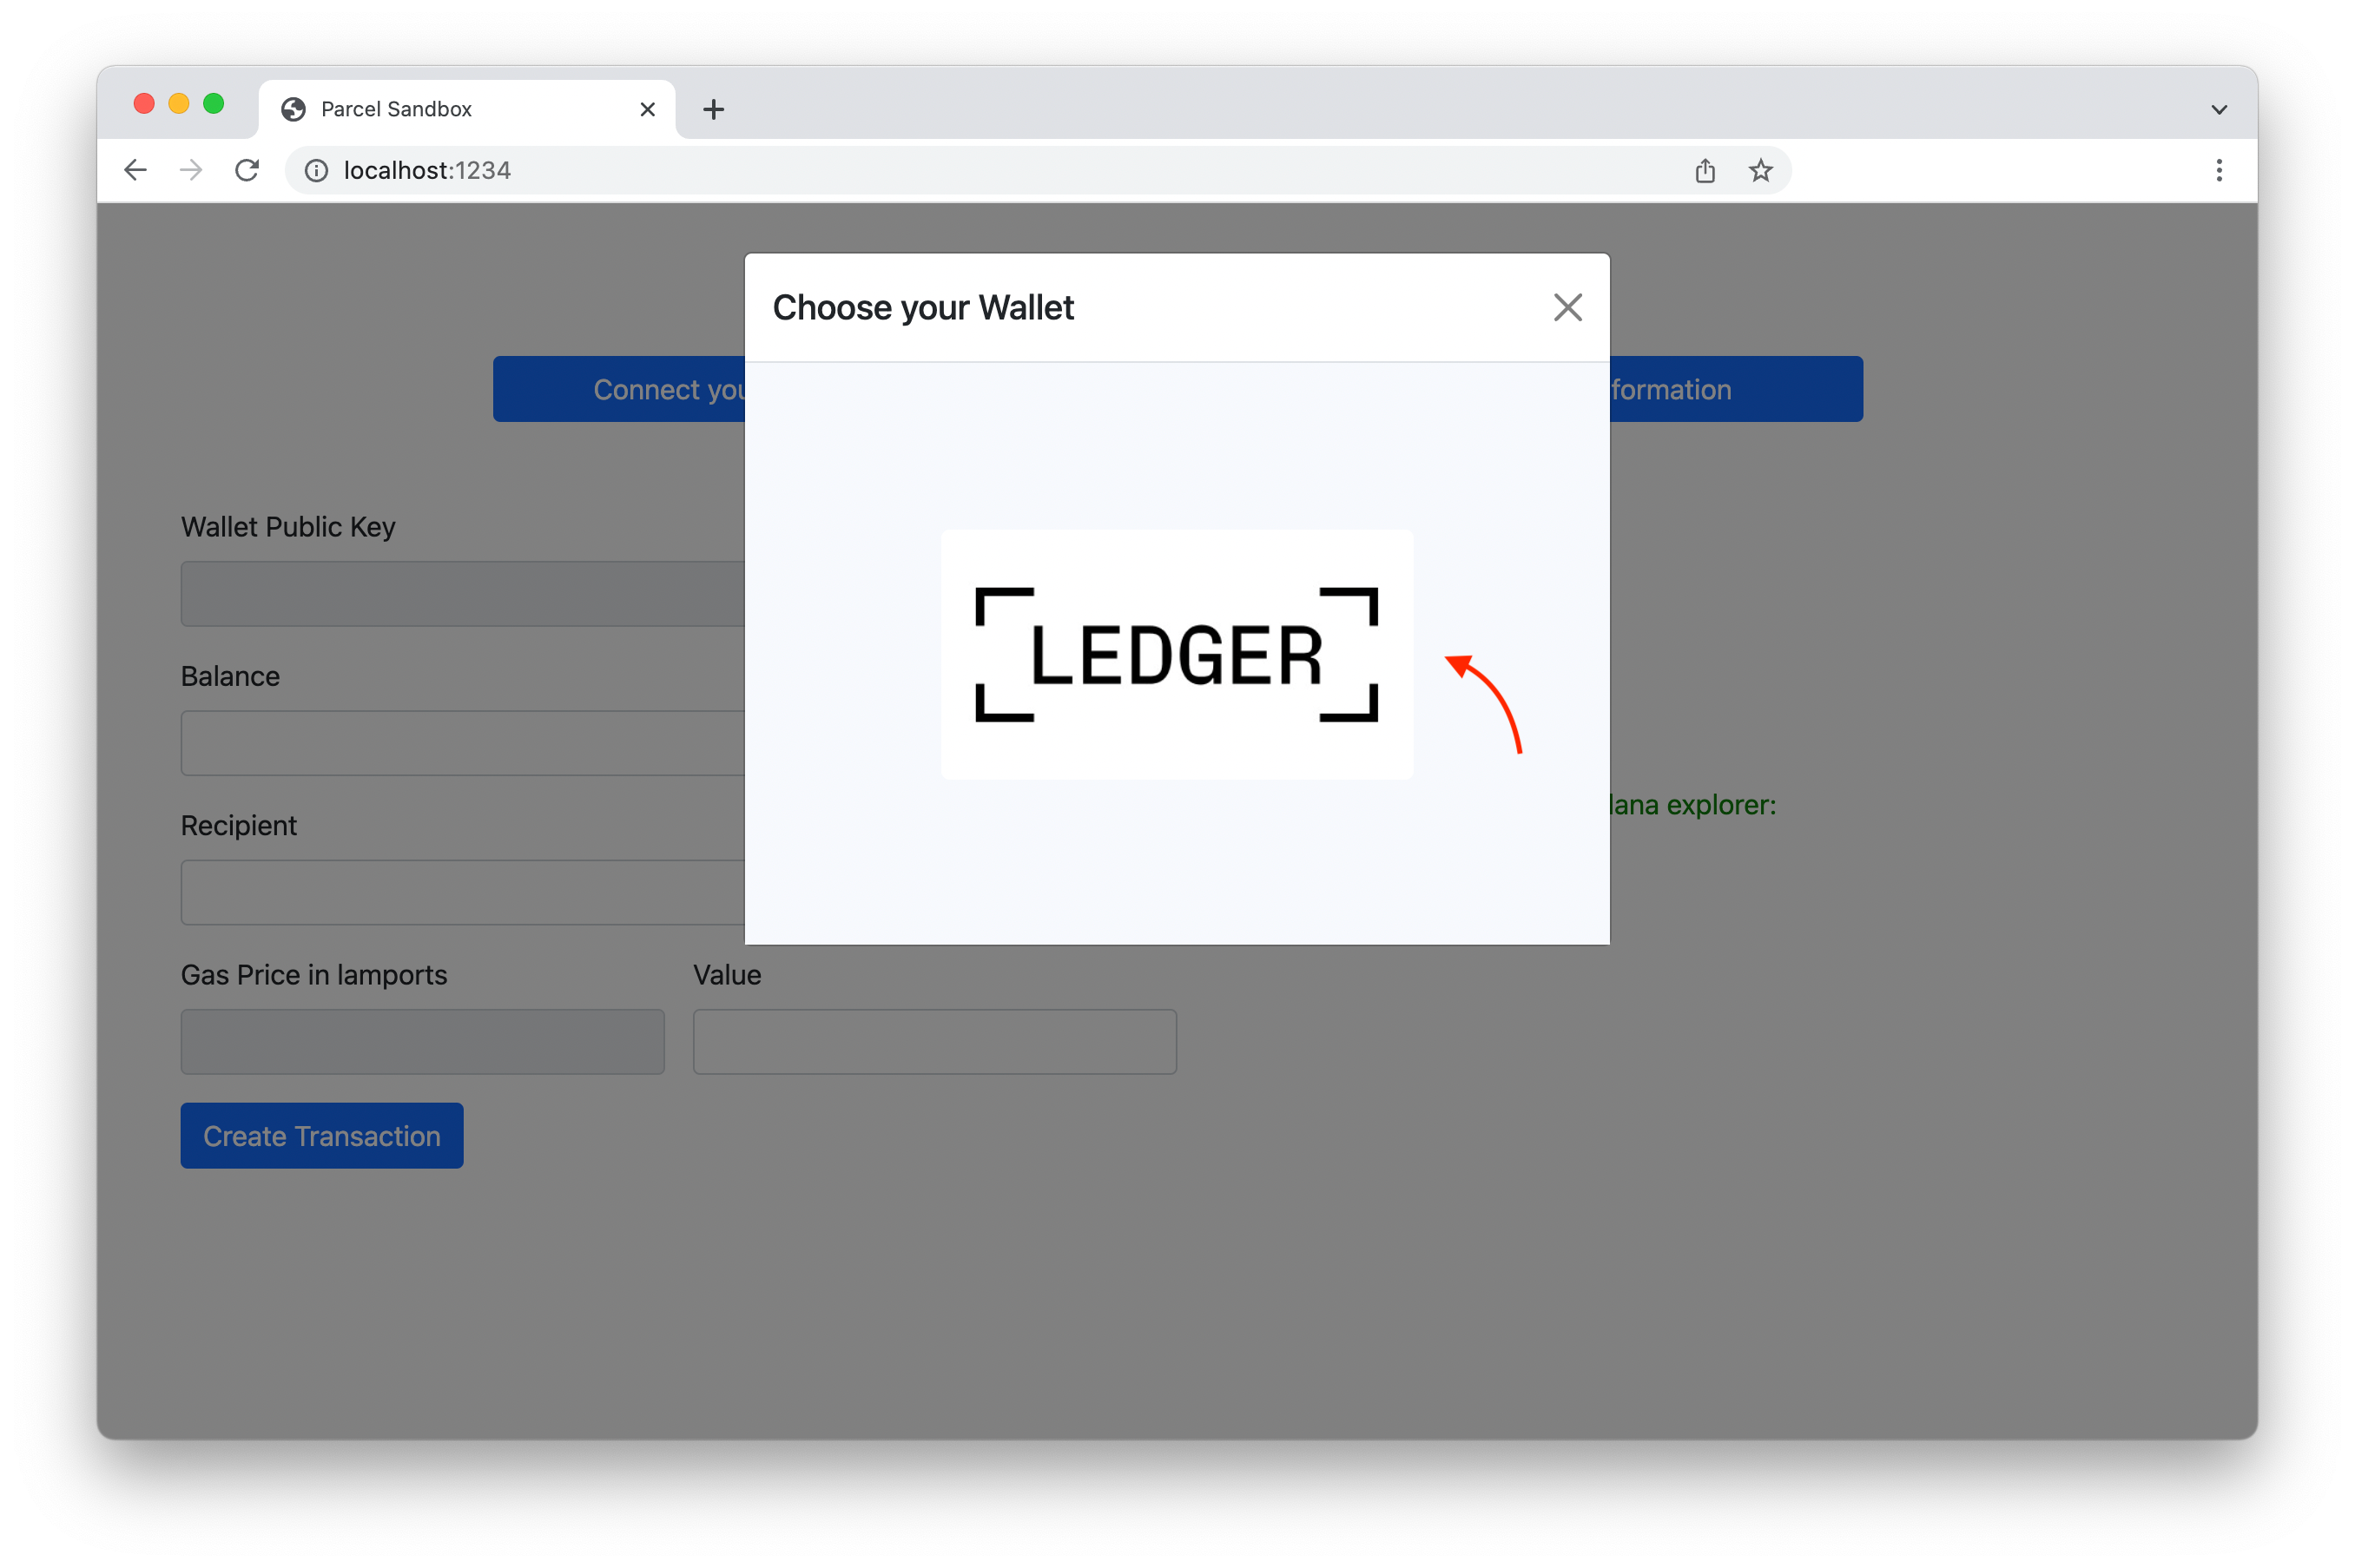 Parcel Sandbox
localhost:1234
Choose your Wallet
Connect you
formation
Wallet Public Key
LEDGER
Balance
lana explorer:
Recipient
Gas Price in lamports
Value
Create Transaction